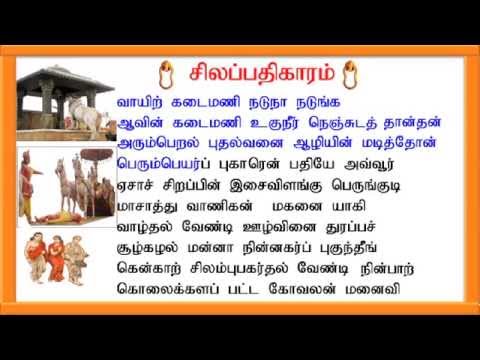 சிலப்பதிகாரம்
வாயிற் கடைமணி நடுநா நடுங்க
ஆவின் கடைமணி உகுநீர் நெஞ்சுடத் தான்தன்
அரும்பெறல் புதல்வனை ஆழியின் மடித்தோன்
பெரும்பெயர்ப் புகாரென் பதியே அவ்வூர்
ஏசாச் சிறப்பின் இசைவிளங்கு பெருங்குடி
மாசாத்து வாணிகன் மகனை யாகி
வாழ்தல் வேண்டி ஊழ்வினை துரப்பச்
சூழ்கழல் மன்னா நின்னகர்ப் புகுந்தீங்
கென்காற் சிலம்புபகர்தல் வேண்டி நின்பாற்
கொலைக்களப் பட்ட கோவலன் மனைவி